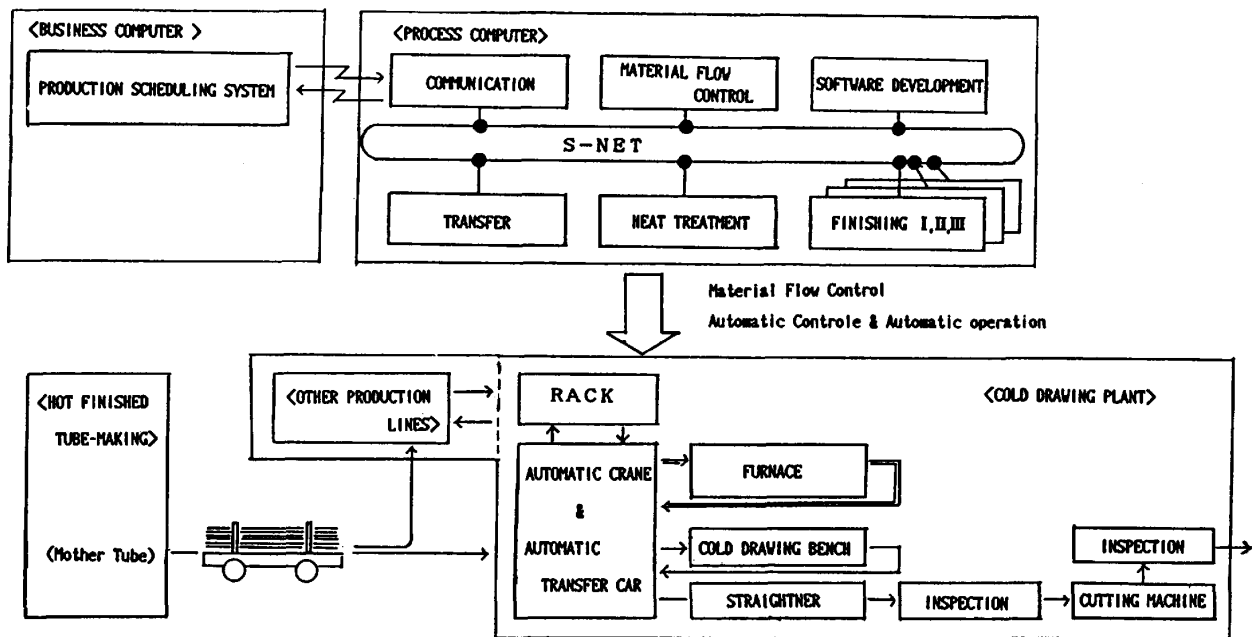 <BUSINESS COMPUTER >
PRODUCTION SCHEDULING SYSTEM
<PROCESS COMPUTER>
COMMUNICATION
MATERIAL FLOW
CONTROL
SOFTWARE DEVELOPMENT
S-NET
TRANSFER
HEAT TREATMENT
FINISHING I,II,III
Material Flow Control
Automatic Controle & Automatic operation
<HOT FINISHED
TUBE-MAKING>
(Mother Tube)
<OTHER PRODUCTION
LINES>
RACK
<COLD DRAWING PLANT>
AUTOMATIC CRANE
&
AUTOMATIC
TRANSFER CAR
FURNACE
COLD DRAWING BENCH
STRAIGHTNER
INSPECTION
CUTTING MACHINE
INSPECTION